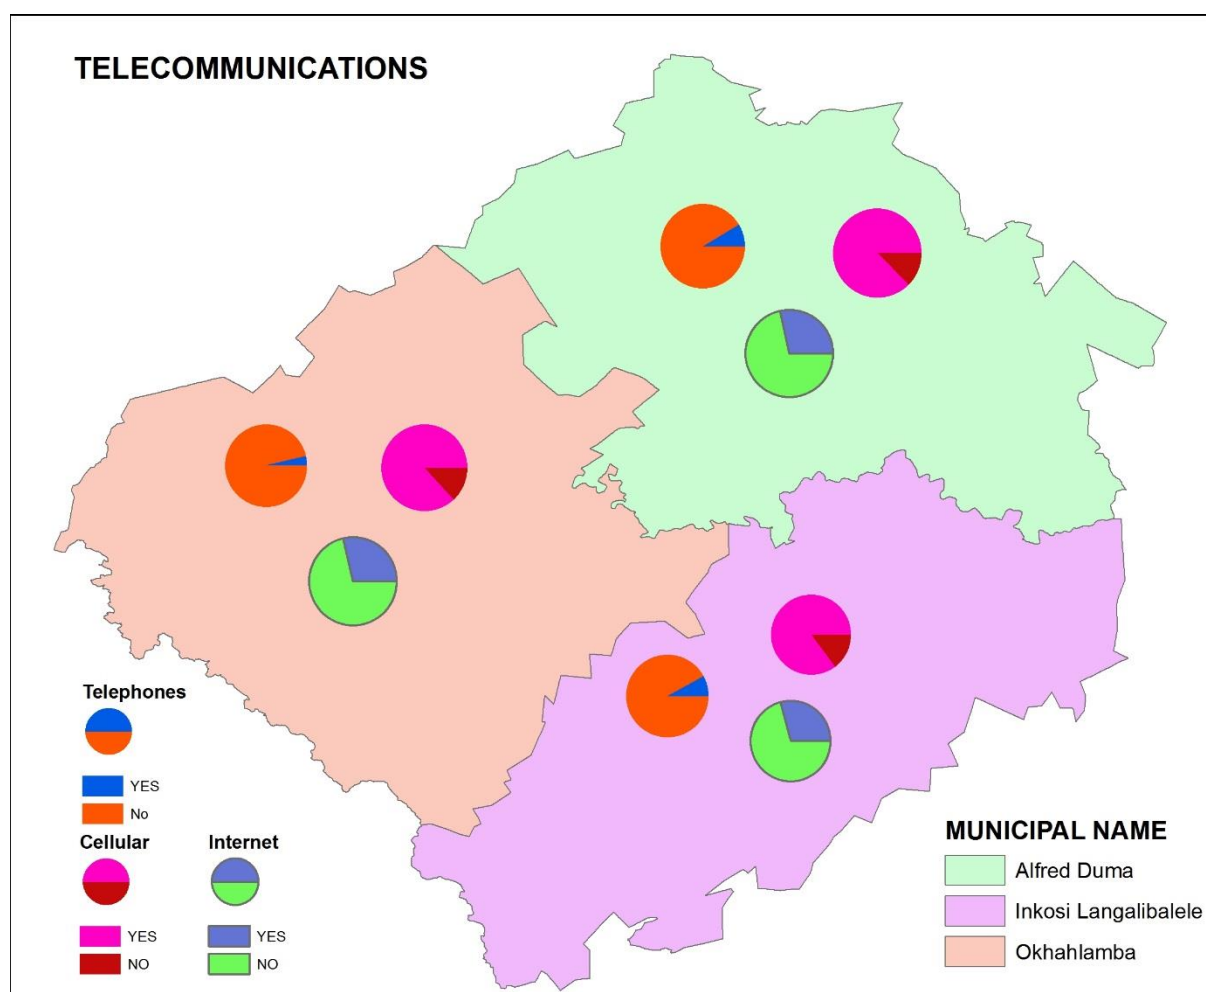 TELECOMMUNICATIONS
Telephones
YES
No
Cellular
YES
NO
Internet
YES
NO
MUNICIPAL NAME
Alfred Duma
Inkosi Langalibalele
Okhahlamba